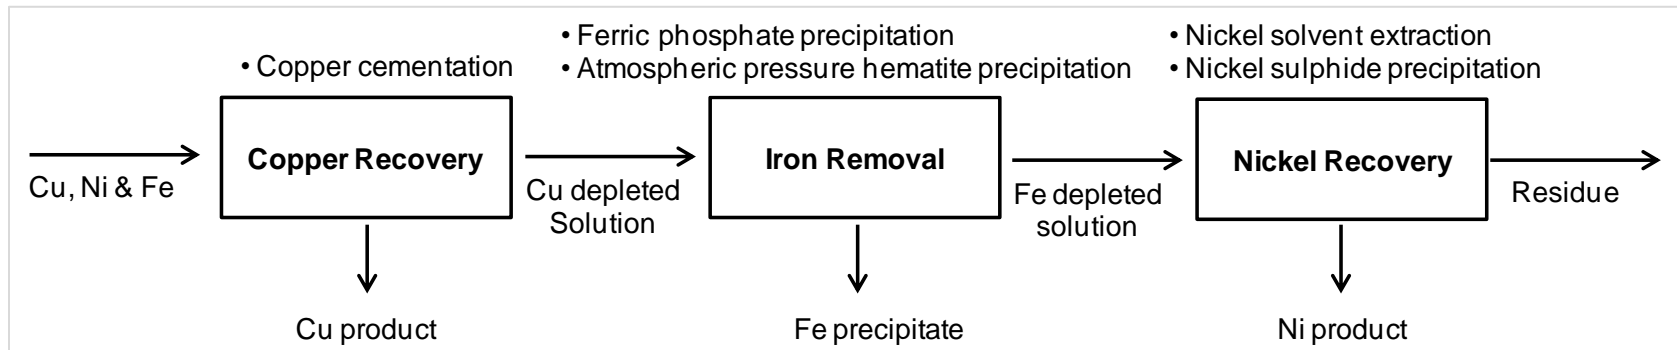 • Copper cementation
• Ferric phosphate precipitation
• Atmospheric pressure hematite precipitation
• Nickel solvent extraction
• Nickel sulphide precipitation
Cu, Ni & Fe
Copper Recovery
Cu depleted
Solution
Iron Removal
Fe depleted
solution
Nickel Recovery
Residue
Cu product
Fe precipitate
Ni product